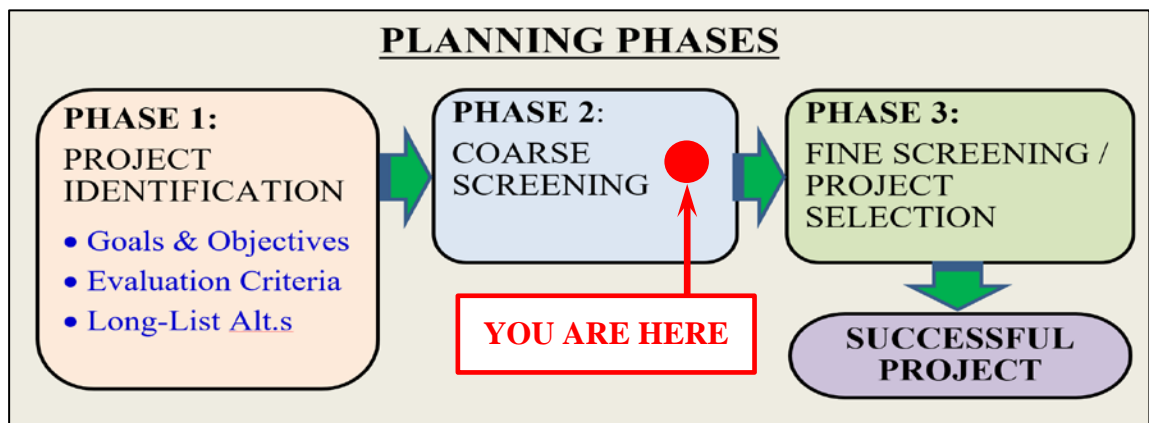 PLANNING PHASES
PHASE 1:
PROJECT
IDENTIFICATION
• Goals & Objectives
• Evaluation Criteria
• Long-List Alt.s
PHASE 2:
COARSE
SCREENING
YOU ARE HERE
PHASE 3:
FINE SCREENING /
PROJECT
SELECTION
SUCCESSFUL
PROJECT